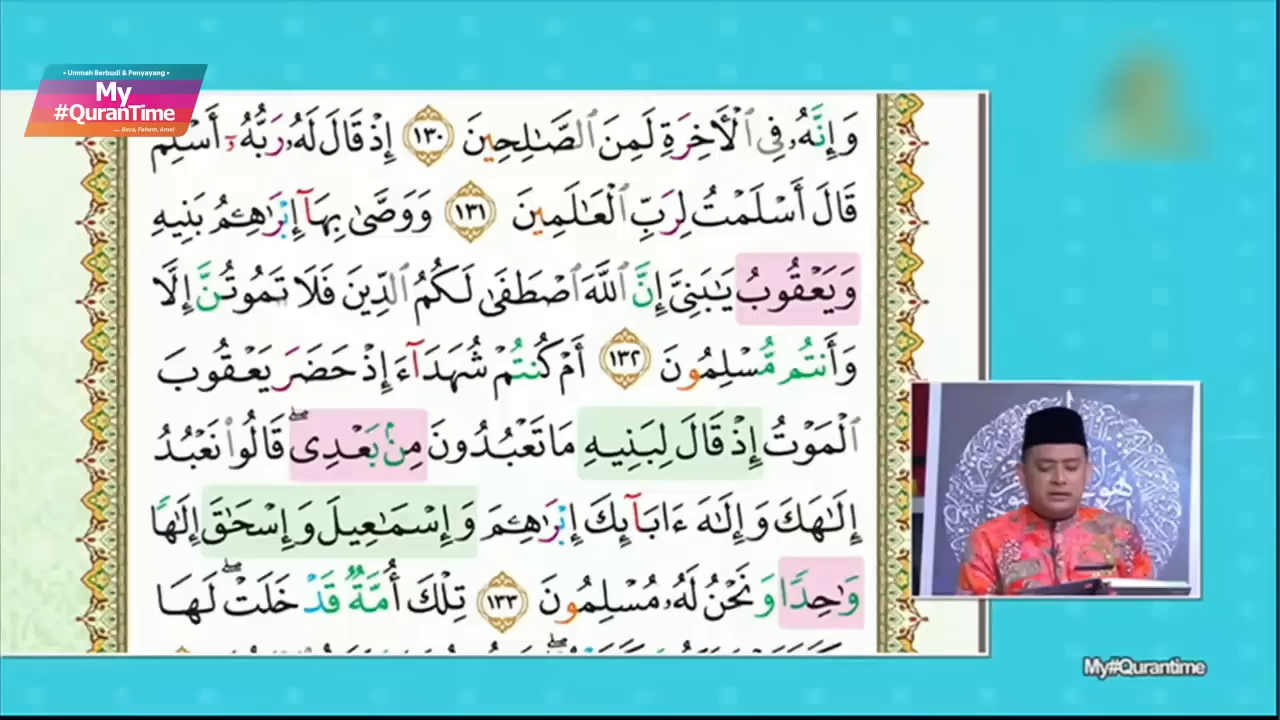 • Ummah Berbudi & Penyayang •
My
#QuranTime
... Baca, Faham, Amal
وَإِنَّهُۥ فِي ٱلْأَخِرَةِ لَمِنَ ٱلصَّـٰلِحِينَ ١٣٠ إِذْ قَالَ لَهُۥ رَبُّهُۥٓ أَسْلِمْ
قَالَ أَسْلَمْتُ لِرَبِّ ٱلْعَـٰلَمِينَ ١٣١ وَوَصَّىٰ بِهَآ إِبْرَٰهِـۧمُ بَنِيهِ
وَيَعْقُوبُ يَـٰبَنِىَّ إِنَّ ٱللَّهَ ٱصْطَفَىٰ لَكُمُ ٱلدِّينَ فَلَا تَمُوتُنَّ إِلَّا
وَأَنتُم مُّسْلِمُونَ ١٣٢ أَمْ كُنتُمْ شُهَدَآءَ إِذْ حَضَرَ يَعْقُوبَ
ٱلْمَوْتُ إِذْ قَالَ لِبَنِيهِ مَا تَعْبُدُونَ مِنۢ بَعْدِى ۖ قَالُوا۟ نَعْبُدُ
إِلَـٰهَكَ وَإِلَـٰهَ ءَابَآئِكَ إِبْرَٰهِـۧمَ وَإِسْمَـٰعِيلَ وَإِسْحَـٰقَ إِلَـٰهًا
وَٰحِدًا وَنَحْنُ لَهُۥ مُسْلِمُونَ ١٣٣ تِلْكَ أُمَّةٌ قَدْ خَلَتْ ۖ لَهَا
My#Qurantime